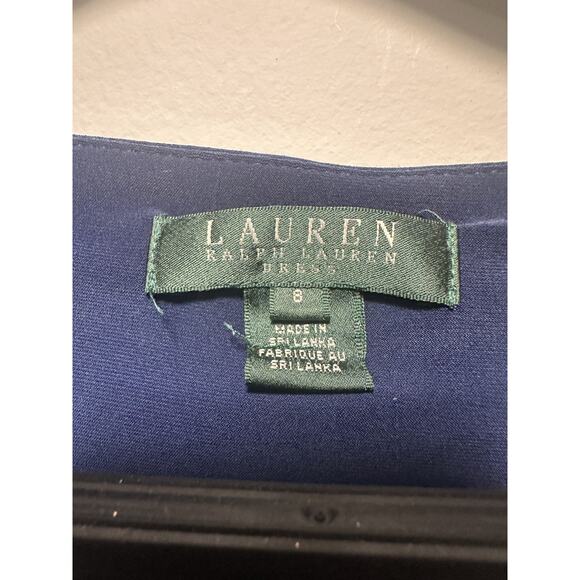 LAUREN
RALPH LAUREN
DRESS
8
MADE IN
SRI LANKA
FABRIQUE AU
SRI LANKA